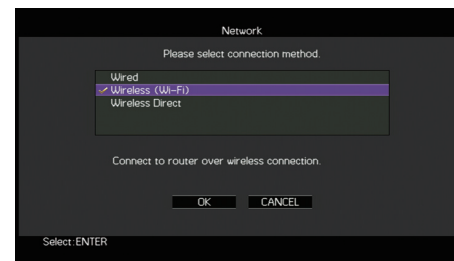 Network
Please select connection method.
Wired
Wireless (Wi-Fi)
Wireless Direct
Connect to router over wireless connection.
OK CANCEL
Select:ENTER